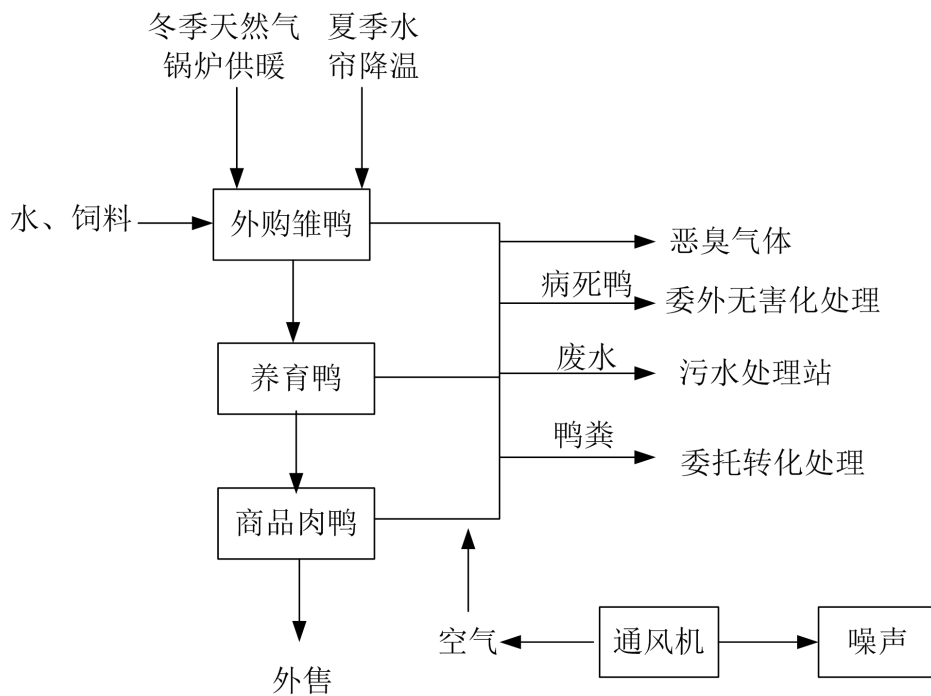 冬季天然气
锅炉供暖
夏季水
帘降温
水、饲料
外购雏鸭
恶臭气体
病死鸭
委外无害化处理
养育鸭
废水
污水处理站
鸭粪
委托转化处理
商品肉鸭
空气
通风机
噪声
外售